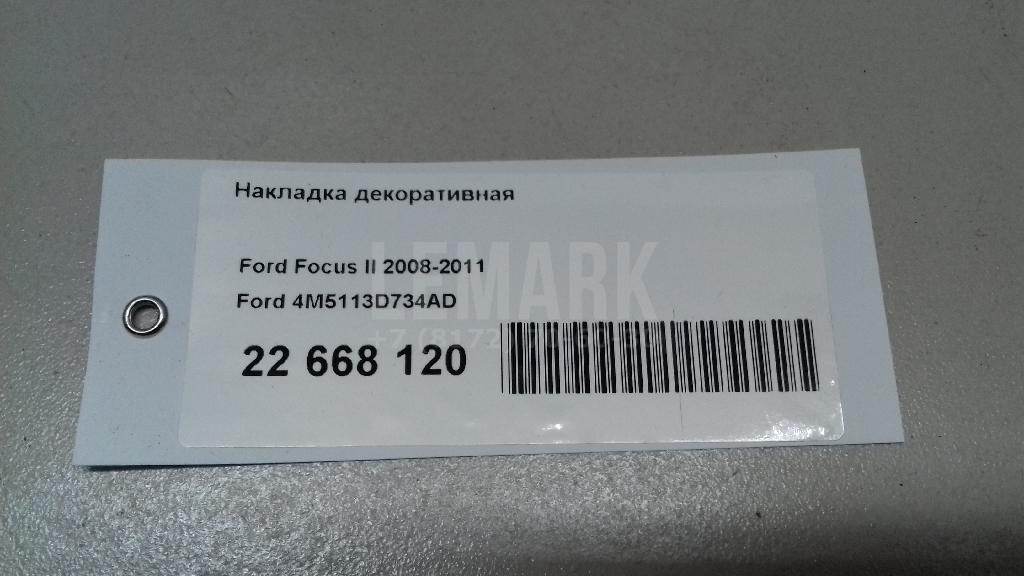 Накладка декоративная
Ford Focus II 2008-2011
LEMARK
Ford 4M5113D734AD
22 668 120